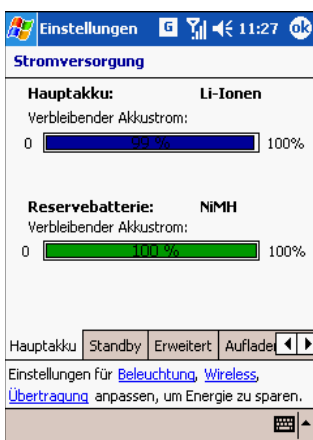 Einstellungen G 11:27 ok
Stromversorgung
Hauptakku: Li-Ionen
Verbleibender Akkustrom:
0 99 % 100%
Reservebatterie: NiMH
Verbleibender Akkustrom:
0 100 % 100%
Hauptakku Standby Erweitert Auflader
Einstellungen für Beleuchtung, Wireless,
Übertragung anpassen, um Energie zu sparen.